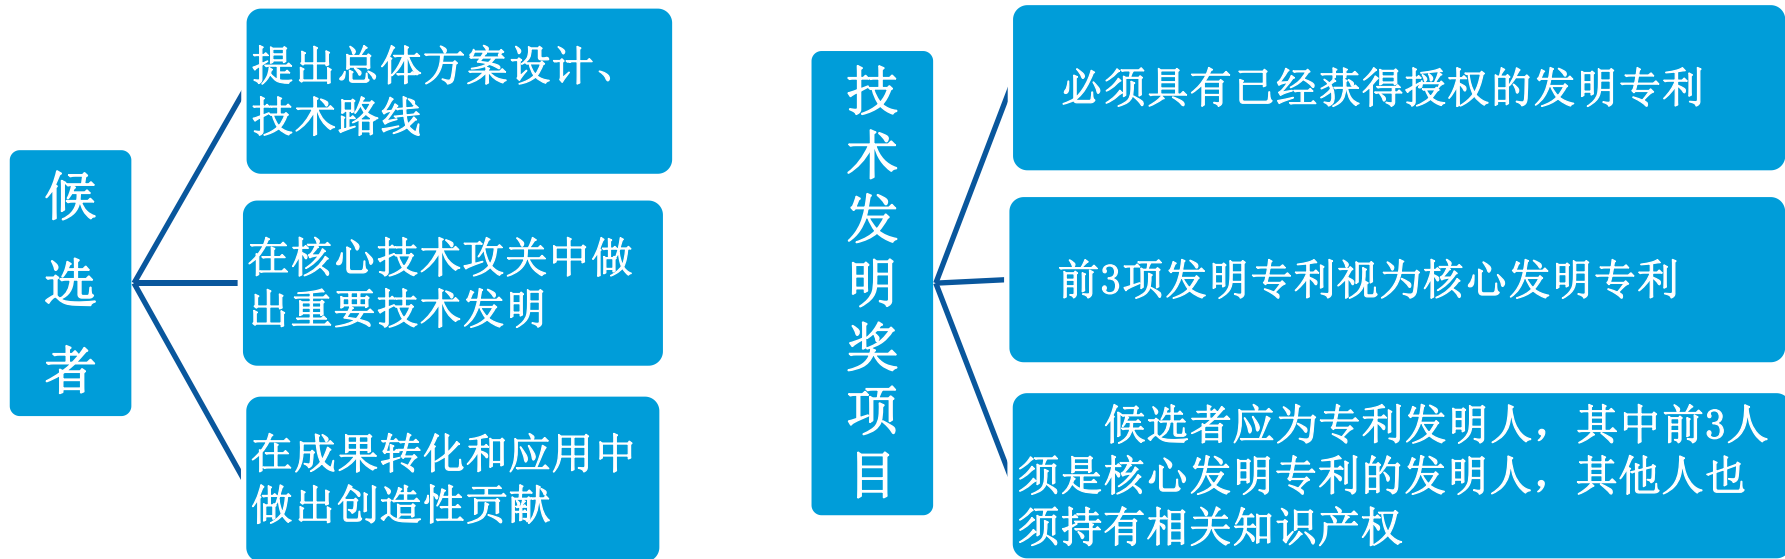 候选者
提出总体方案设计、
技术路线
在核心技术攻关中做
出重要技术发明
在成果转化和应用中
做出创造性贡献
技术发明奖项目
必须具有已经获得授权的发明专利
前3项发明专利视为核心发明专利
候选者应为专利发明人，其中前3人
须是核心发明专利的发明人，其他人也
须持有相关知识产权